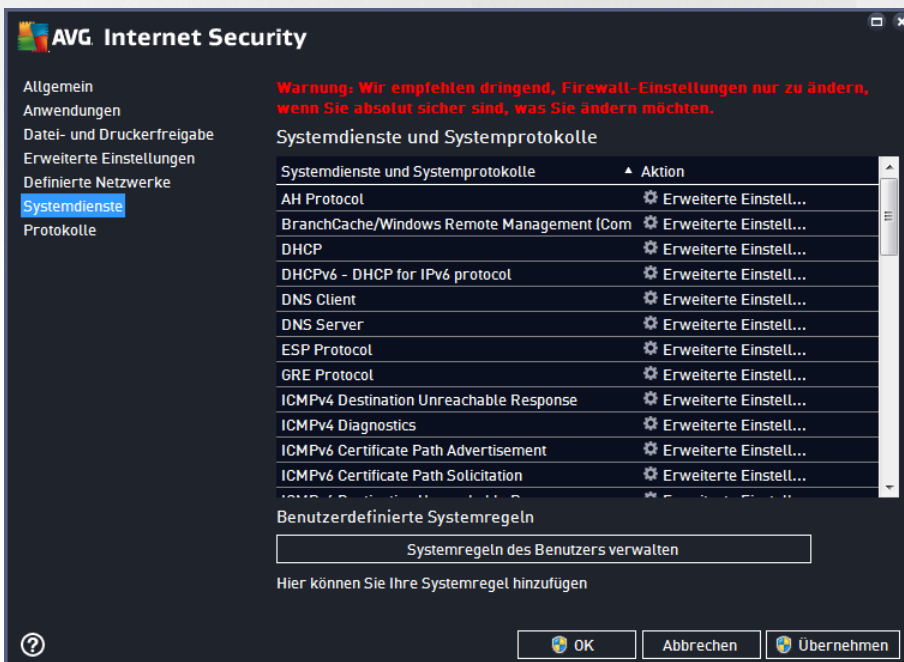 AVG Internet Security
Allgemein
Anwendungen
Datei- und Druckerfreigabe
Erweiterte Einstellungen
Definierte Netzwerke
Systemdienste
Protokolle
Warnung: Wir empfehlen dringend, Firewall-Einstellungen nur zu ändern,
wenn Sie absolut sicher sind, was Sie ändern möchten.
Systemdienste und Systemprotokolle
Systemdienste und Systemprotokolle Aktion
AH Protocol Erweiterte Einstell...
BranchCache/Windows Remote Management (Com Erweiterte Einstell...
DHCP Erweiterte Einstell...
DHCPv6 - DHCP for IPv6 protocol Erweiterte Einstell...
DNS Client Erweiterte Einstell...
DNS Server Erweiterte Einstell...
ESP Protocol Erweiterte Einstell...
GRE Protocol Erweiterte Einstell...
ICMPv4 Destination Unreachable Response Erweiterte Einstell...
ICMPv4 Diagnostics Erweiterte Einstell...
ICMPv6 Certificate Path Advertisement Erweiterte Einstell...
ICMPv6 Certificate Path Solicitation Erweiterte Einstell...
Benutzerdefinierte Systemregeln
Systemregeln des Benutzers verwalten
Hier können Sie Ihre Systemregel hinzufügen
OK Abbrechen Übernehmen